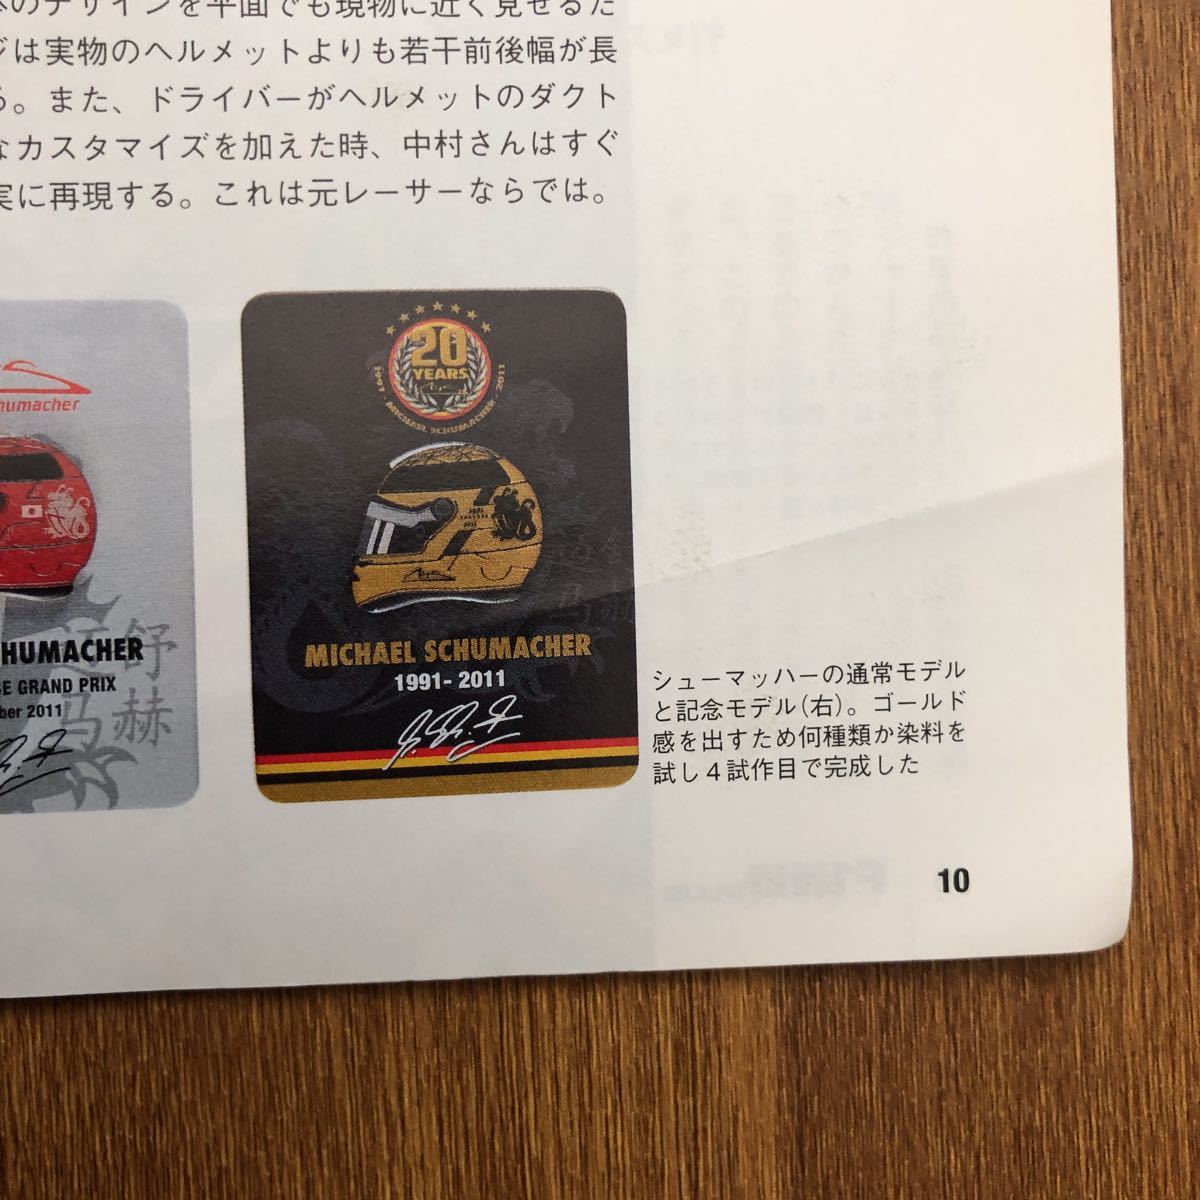 のデザインを平面でも現物に近く見せるた
ジは実物のヘルメットよりも若干前後幅が長
る。また、ドライバーがヘルメットのダクト
なカスタマイズを加えた時、中村さんはすぐ
実に再現する。これは元レーサーならでは。
humacher
HUMACHER
E GRAND PRIX
ber 2011
舒
马赫
20
YEARS
1991 - MICHAEL SCHUMACHER - 2011
MICHAEL SCHUMACHER
1991- 2011
シューマッハーの通常モデル
と記念モデル(右)。ゴールド
感を出すため何種類か染料を
試し４試作目で完成した
10